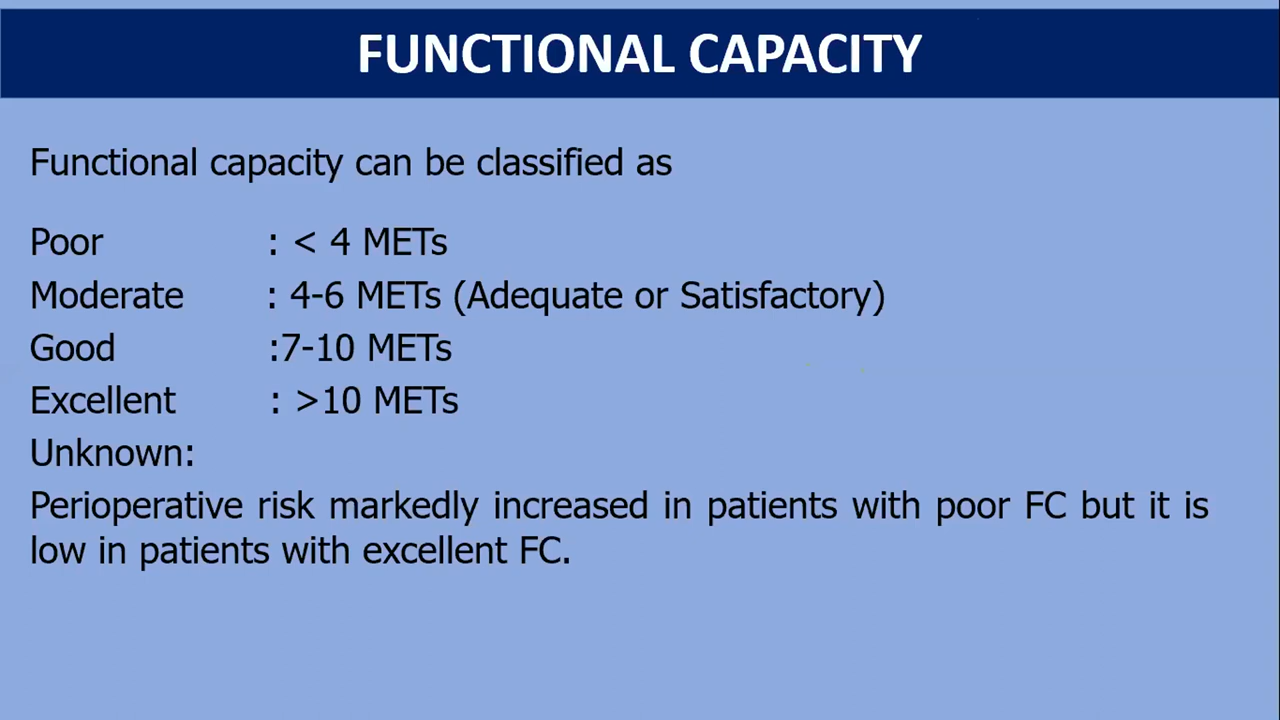 FUNCTIONAL CAPACITY
Functional capacity can be classified as
Poor : < 4 METs
Moderate : 4-6 METs (Adequate or Satisfactory)
Good :7-10 METs
Excellent : >10 METs
Unknown:
Perioperative risk markedly increased in patients with poor FC but it is
low in patients with excellent FC.